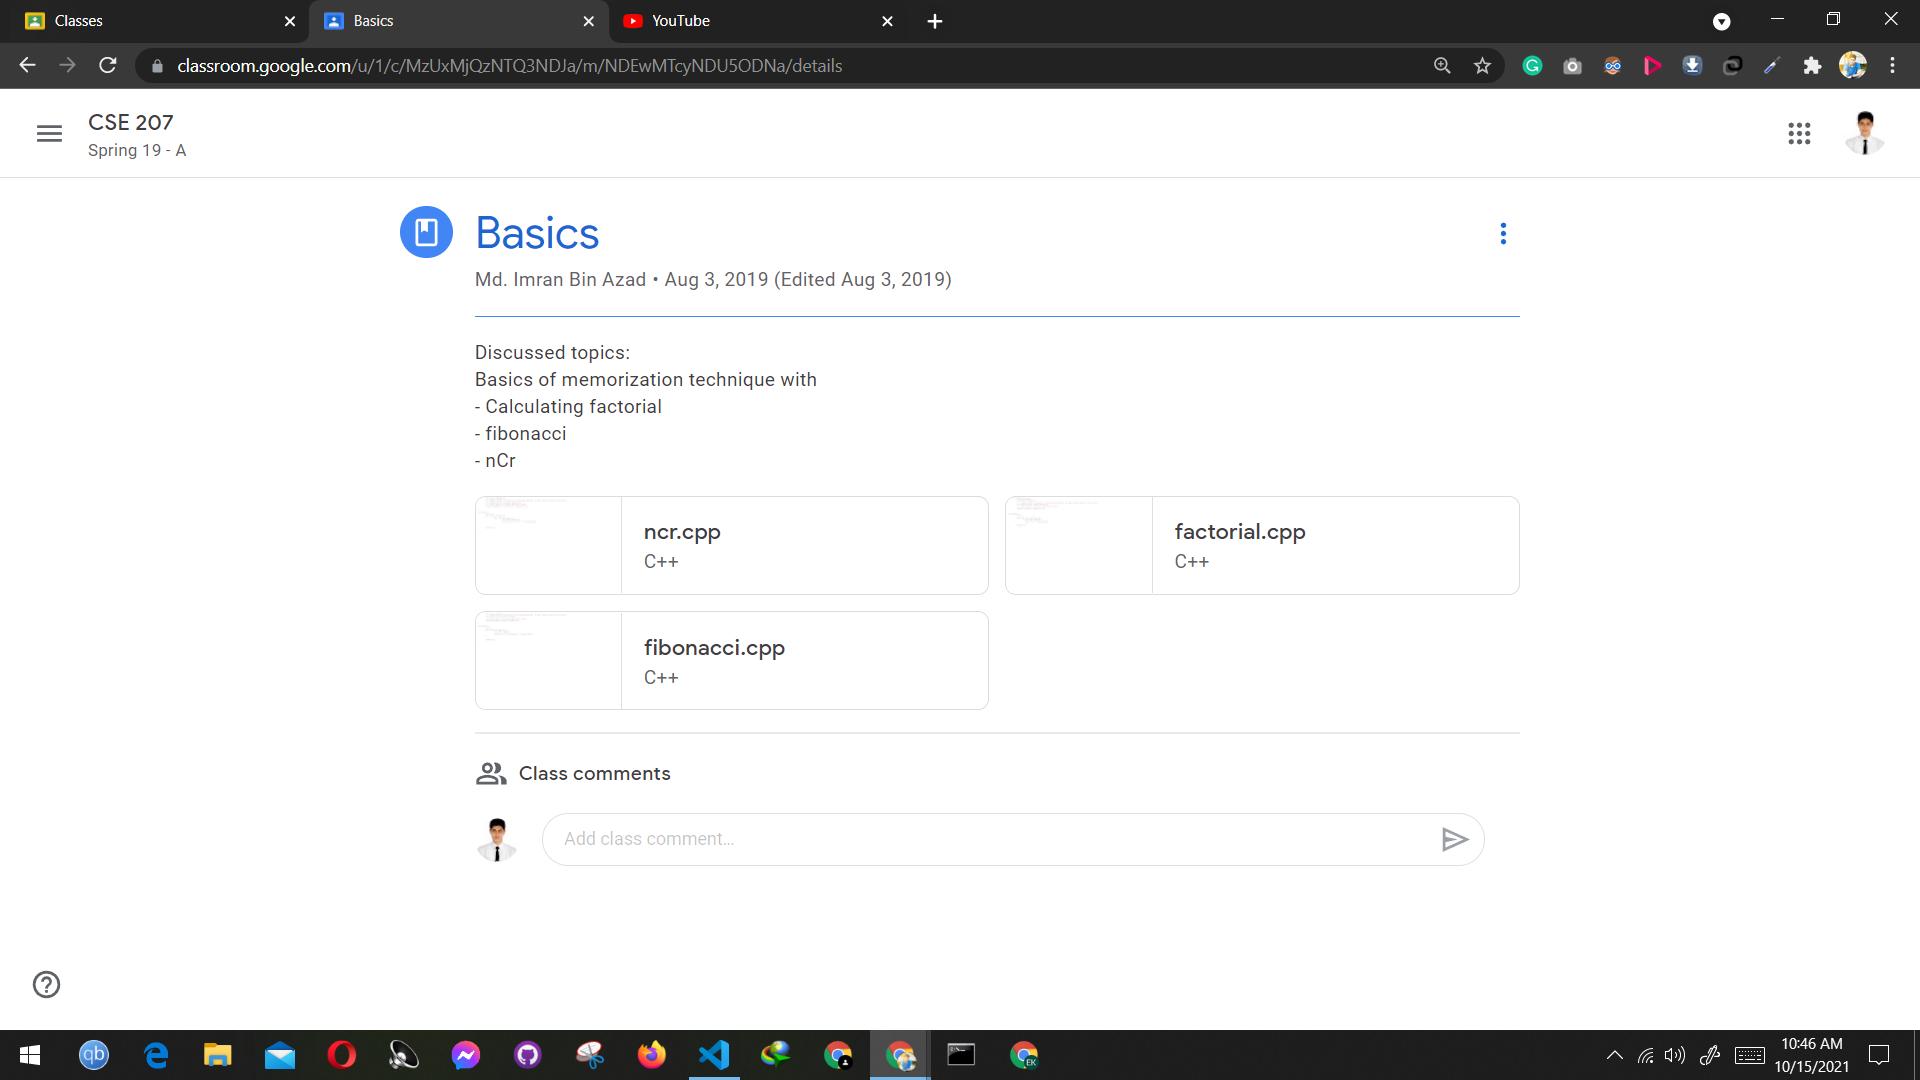 Classes
Basics
YouTube
classroom.google.com/u/1/c/MzUxMjQzNTQ3NDJa/m/NDEwMTcyNDU5ODNa/details
CSE 207
Spring 19 - A
Basics
Md. Imran Bin Azad • Aug 3, 2019 (Edited Aug 3, 2019)
Discussed topics:
Basics of memorization technique with
- Calculating factorial
- fibonacci
- nCr
ncr.cpp
C++
factorial.cpp
C++
fibonacci.cpp
C++
Class comments
Add class comment...
qb
EK
10:46 AM
10/15/2021